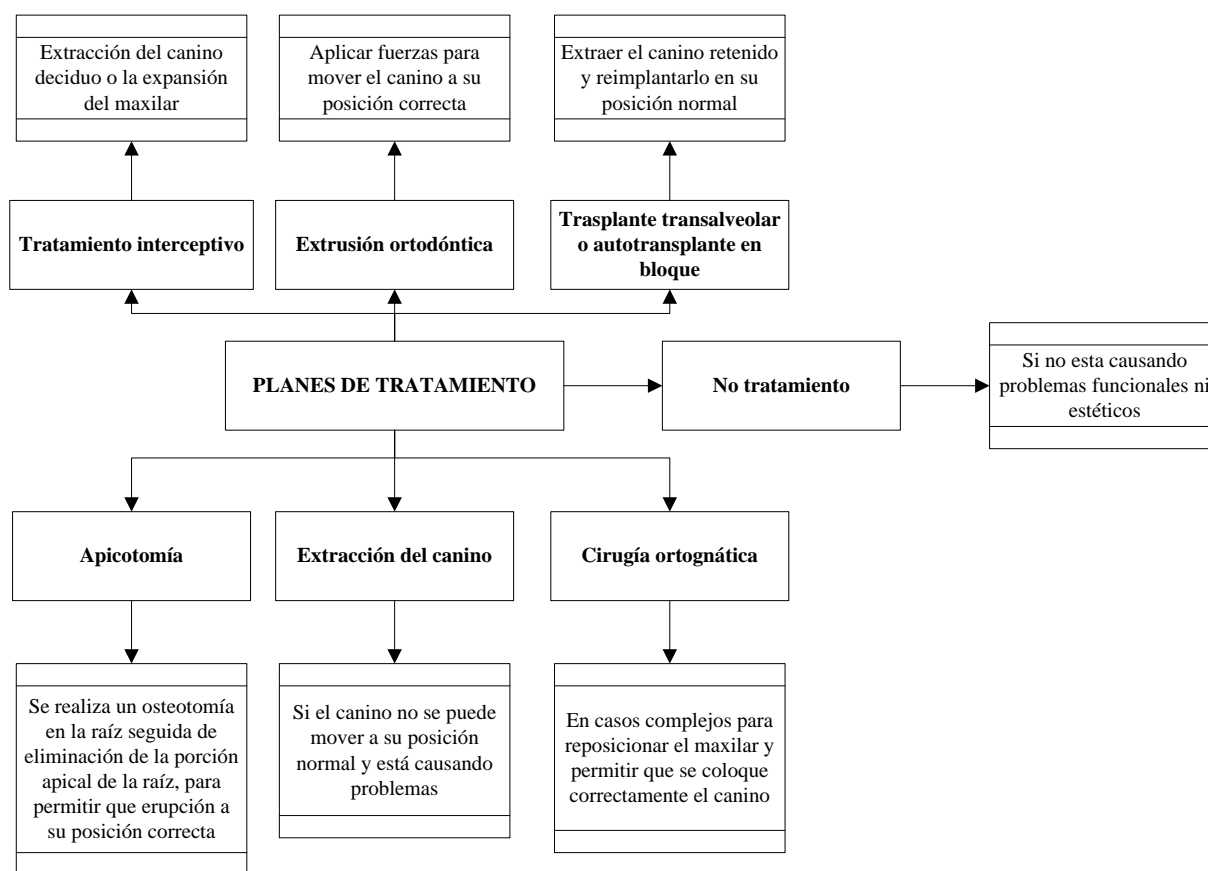 Extracción del canino
deciduo o la expansión
del maxilar
Aplicar fuerzas para
mover el canino a su
posición correcta
Extraer el canino retenido
y reimplantarlo en su
posición normal
Tratamiento interceptivo
Extrusión ortodóntica
Trasplante transalveolar
o autotransplante en
bloque
PLANES DE TRATAMIENTO
No tratamiento
Si no esta causando
problemas funcionales ni
estéticos
Apicotomía
Extracción del canino
Cirugía ortognática
Se realiza un osteotomía
en la raíz seguida de
eliminación de la porción
apical de la raíz, para
permitir que erupción a
su posición correcta
Si el canino no se puede
mover a su posición
normal y está causando
problemas
En casos complejos para
reposicionar el maxilar y
permitir que se coloque
correctamente el canino